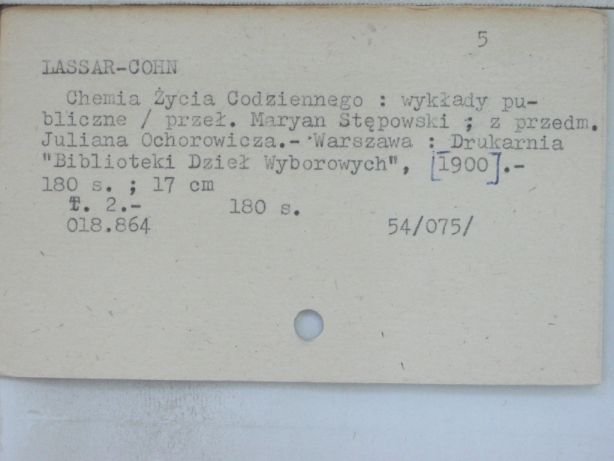 5
LASSAR-COHN
Chemia Życia Codziennego : wykłady pu-
bliczne / przeł. Maryan Stępowski ; z przedm.
Juliana Ochorowicza.- Warszawa : Drukarnia
"Biblioteki Dzieł Wyborowych", [1900].-
180 s. ; 17 cm
T. 2.- 180 s.
018.864 54/075/